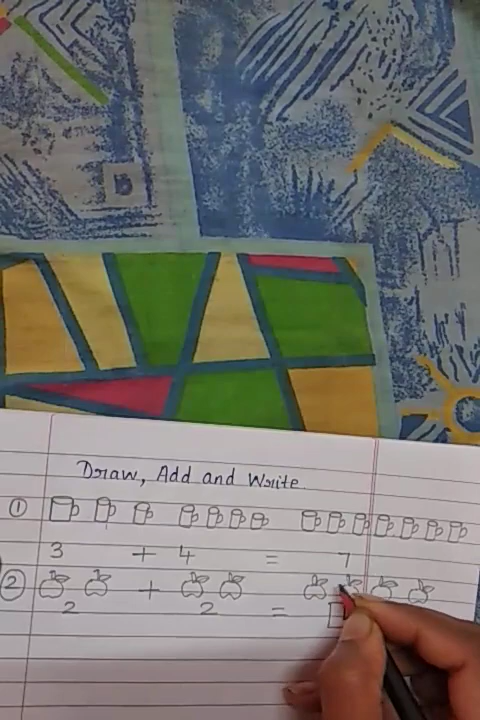 D
Draw, Add and Write
①
3 + 4 = 7
② +
2 2 =